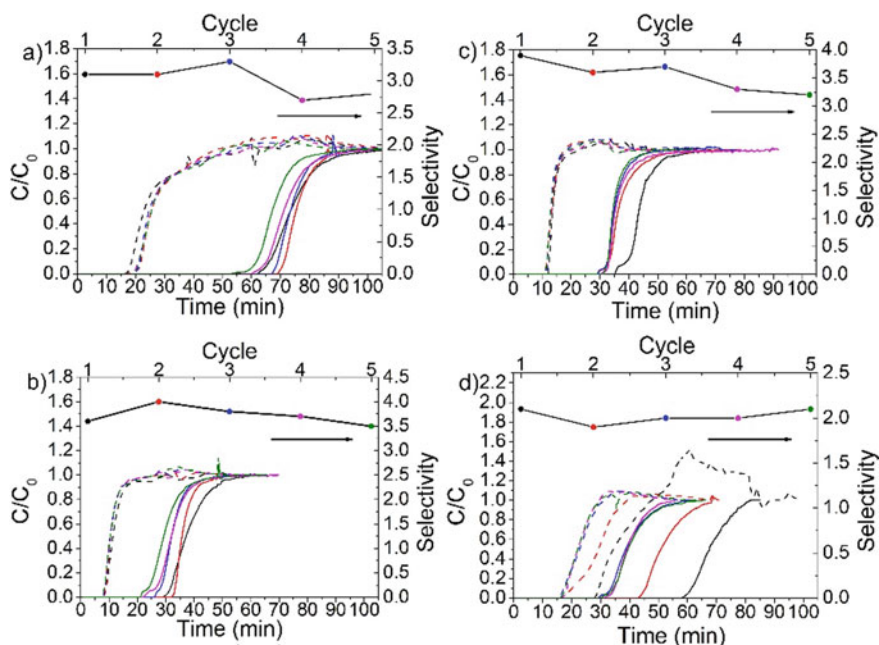 Cycle
1 2 3 4 5
a)
1.8 1.6 1.4 1.2 1.0 0.8 0.6 0.4 0.2 0.0
C/C0
3.5 3.0 2.5 2.0 1.5 1.0 0.5 0.0
Selectivity
0 10 20 30 40 50 60 70 80 90 100
Time (min)
Cycle
1 2 3 4 5
c)
1.8 1.6 1.4 1.2 1.0 0.8 0.6 0.4 0.2 0.0
C/C0
4.0 3.5 3.0 2.5 2.0 1.5 1.0 0.5 0.0
Selectivity
0 10 20 30 40 50 60 70 80 90 100
Time (min)
Cycle
1 2 3 4 5
b)
1.8 1.6 1.4 1.2 1.0 0.8 0.6 0.4 0.2 0.0
C/C0
4.5 4.0 3.5 3.0 2.5 2.0 1.5 1.0 0.5 0.0
Selectivity
0 10 20 30 40 50 60 70 80 90 100
Time (min)
Cycle
1 2 3 4 5
d)
2.2 2.0 1.8 1.6 1.4 1.2 1.0 0.8 0.6 0.4 0.2 0.0
C/C0
2.5 2.0 1.5 1.0 0.5 0.0
Selectivity
0 10 20 30 40 50 60 70 80 90 100
Time (min)